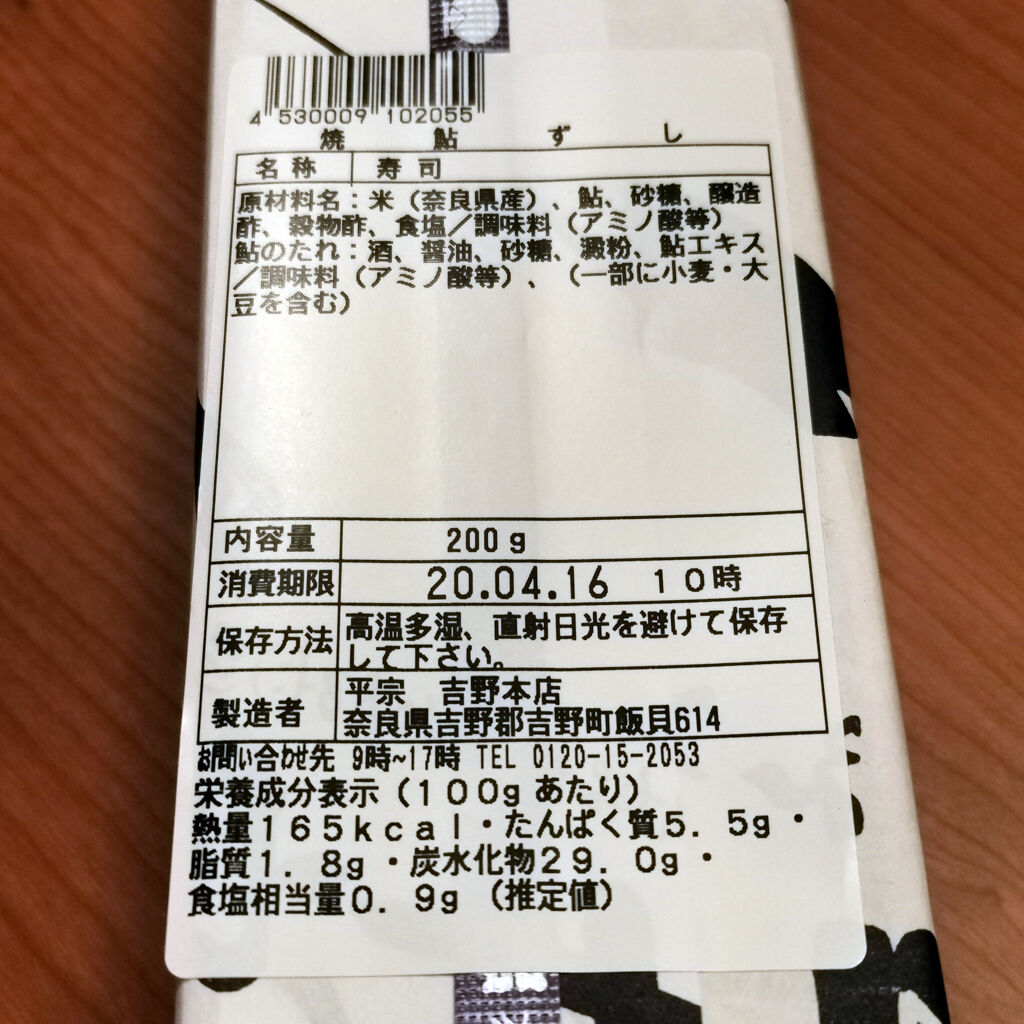 4 530009 102055
焼鮎ずし
名称 寿司
原材料名：米（奈良県産）、鮎、砂糖、醸造
酢、穀物酢、食塩／調味料（アミノ酸等）
鮎のたれ：酒、醤油、砂糖、澱粉、鮎エキス
／調味料（アミノ酸等）、（一部に小麦・大
豆を含む）
内容量 200g
消費期限 20.04.16 10時
保存方法 高温多湿、直射日光を避けて保存
して下さい。
製造者 平宗 吉野本店
奈良県吉野郡吉野町飯貝614
お問い合わせ先 9時~17時 TEL 0120-15-2053
栄養成分表示（100gあたり）
熱量165kcal・たんぱく質5.5g・
脂質1.8g・炭水化物29.0g・
食塩相当量0.9g（推定値）